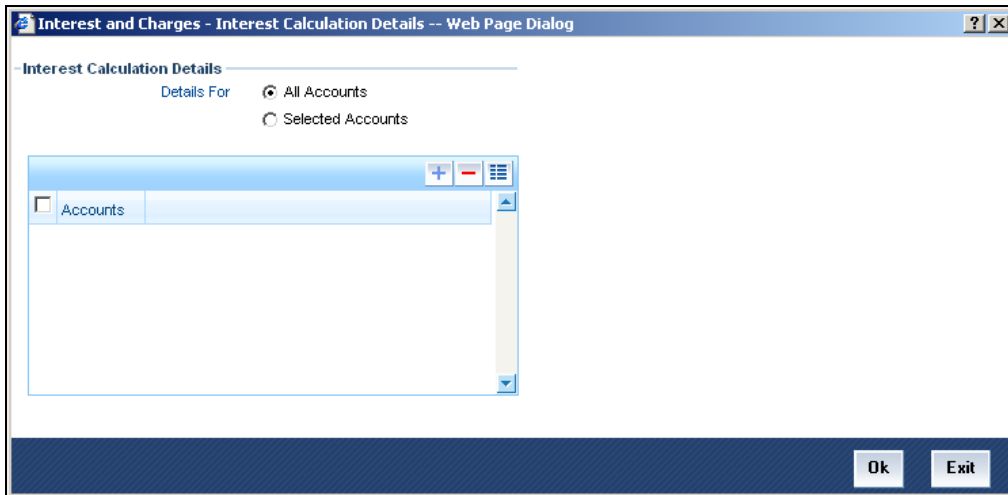 Interest and Charges - Interest Calculation Details -- Web Page Dialog
Interest Calculation Details
Details For
All Accounts
Selected Accounts
Accounts
Ok
Exit